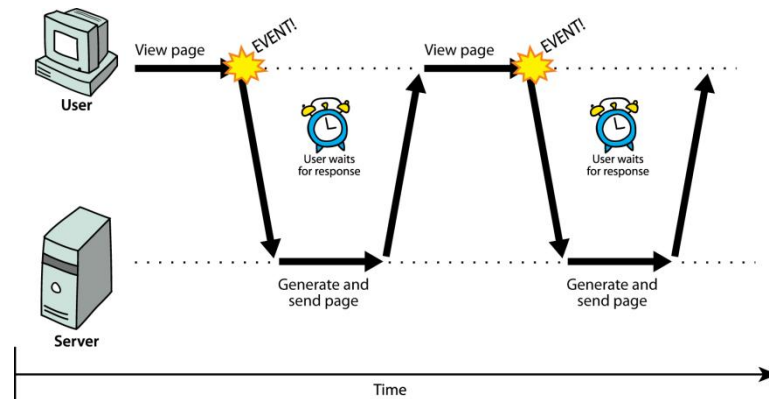 View page
EVENT!
View page
EVENT!
User
User waits
for response
User waits
for response
Generate and
send page
Generate and
send page
Server
Time